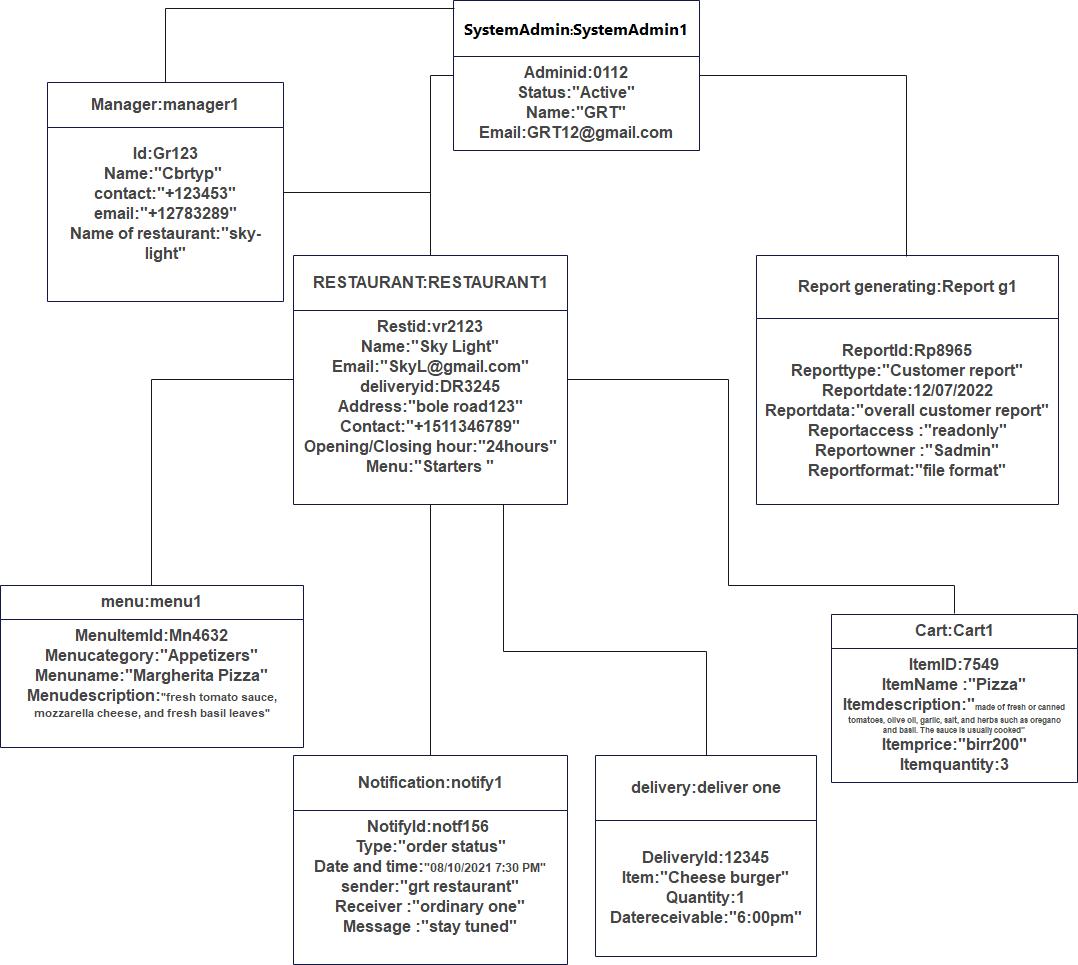 SystemAdmin:SystemAdmin1
Adminid:0112
Status:"Active"
Name:"GRT"
Email:GRT12@gmail.com
Manager:manager1
Id:Gr123
Name:"Cbrtyp"
contact:"+123453"
email:"+12783289"
Name of restaurant:"sky-
light"
RESTAURANT:RESTAURANT1
Restid:vr2123
Name:"Sky Light"
Email:"SkyL@gmail.com"
deliveryid:DR3245
Address:"bole road123"
Contact:"+1511346789"
Opening/Closing hour:"24hours"
Menu:"Starters "
Report generating:Report g1
ReportId:Rp8965
Reporttype:"Customer report"
Reportdate:12/07/2022
Reportdata:"overall customer report"
Reportaccess :"readonly"
Reportowner :"Sadmin"
Reportformat:"file format"
menu:menu1
MenuItemId:Mn4632
Menucategory:"Appetizers"
Menuname:"Margherita Pizza"
Menudescription:"fresh tomato sauce,
mozzarella cheese, and fresh basil leaves"
Cart:Cart1
ItemID:7549
ItemName :"Pizza"
Itemdescription:"made of fresh or canned
tomatoes, olive oil, garlic, salt, and herbs such as oregano
and basil. The sauce is usually cooked"
Itemprice:"birr200"
Itemquantity:3
Notification:notify1
NotifyId:notf156
Type:"order status"
Date and time:"08/10/2021 7:30 PM"
sender:"grt restaurant"
Receiver :"ordinary one"
Message :"stay tuned"
delivery:deliver one
DeliveryId:12345
Item:"Cheese burger"
Quantity:1
Datereceivable:"6:00pm"